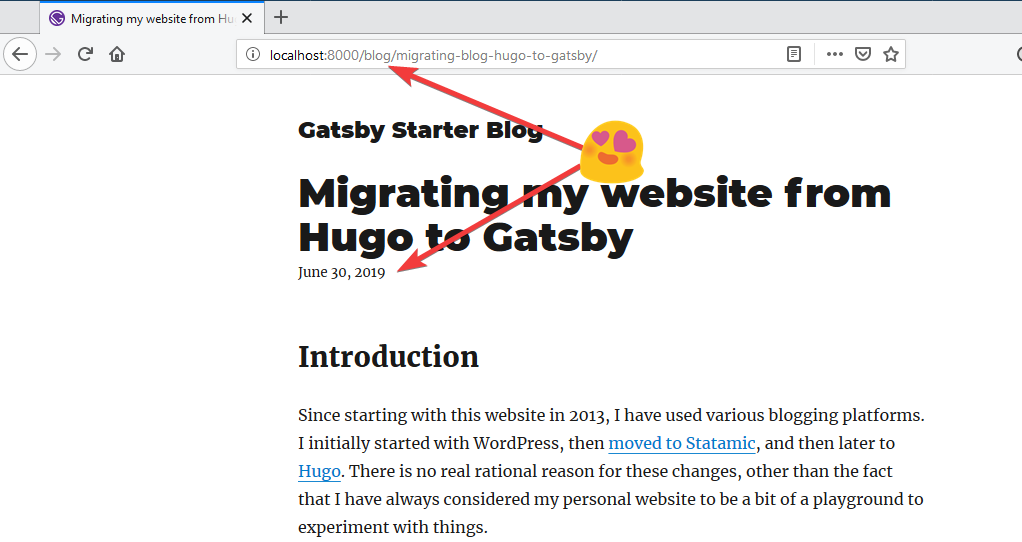 Migrating my website from Hu
localhost:8000/blog/migrating-blog-hugo-to-gatsby/
Gatsby Starter Blog
Migrating my website from
Hugo to Gatsby
June 30, 2019
Introduction
Since starting with this website in 2013, I have used various blogging platforms.
I initially started with WordPress, then moved to Statamic, and then later to
Hugo. There is no real rational reason for these changes, other than the fact
that I have always considered my personal website to be a bit of a playground to
experiment with things.